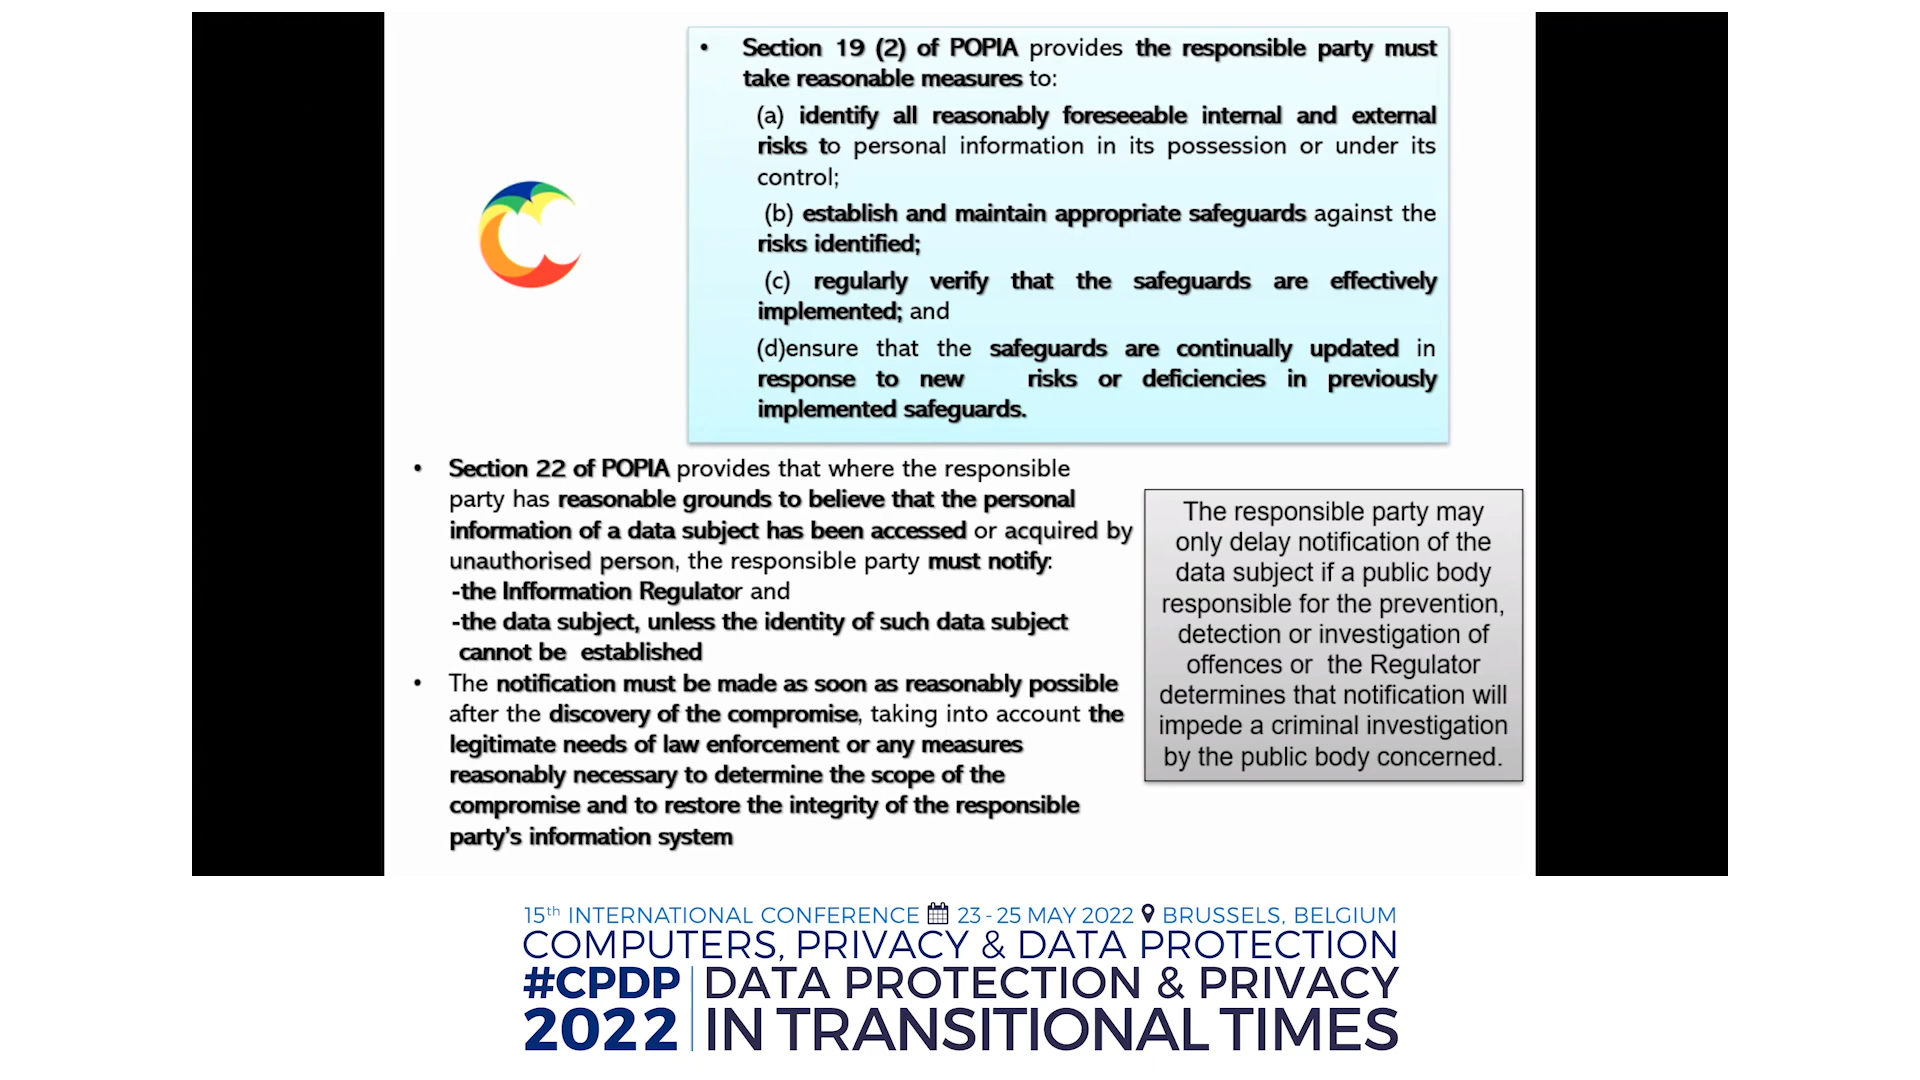 • Section 19 (2) of POPIA provides the responsible party must
take reasonable measures to:
(a) identify all reasonably foreseeable internal and external
risks to personal information in its possession or under its
control;
(b) establish and maintain appropriate safeguards against the
risks identified;
(c) regularly verify that the safeguards are effectively
implemented; and
(d)ensure that the safeguards are continually updated in
response to new risks or deficiencies in previously
implemented safeguards.
• Section 22 of POPIA provides that where the responsible
party has reasonable grounds to believe that the personal
information of a data subject has been accessed or acquired by
unauthorised person, the responsible party must notify:
-the Infformation Regulator and
-the data subject, unless the identity of such data subject
cannot be established
• The notification must be made as soon as reasonably possible
after the discovery of the compromise, taking into account the
legitimate needs of law enforcement or any measures
reasonably necessary to determine the scope of the
compromise and to restore the integrity of the responsible
party's information system
The responsible party may
only delay notification of the
data subject if a public body
responsible for the prevention,
detection or investigation of
offences or the Regulator
determines that notification will
impede a criminal investigation
by the public body concerned.
15th INTERNATIONAL CONFERENCE 23 - 25 MAY 2022 BRUSSELS, BELGIUM
COMPUTERS, PRIVACY & DATA PROTECTION
#CPDP DATA PROTECTION & PRIVACY
2022 IN TRANSITIONAL TIMES